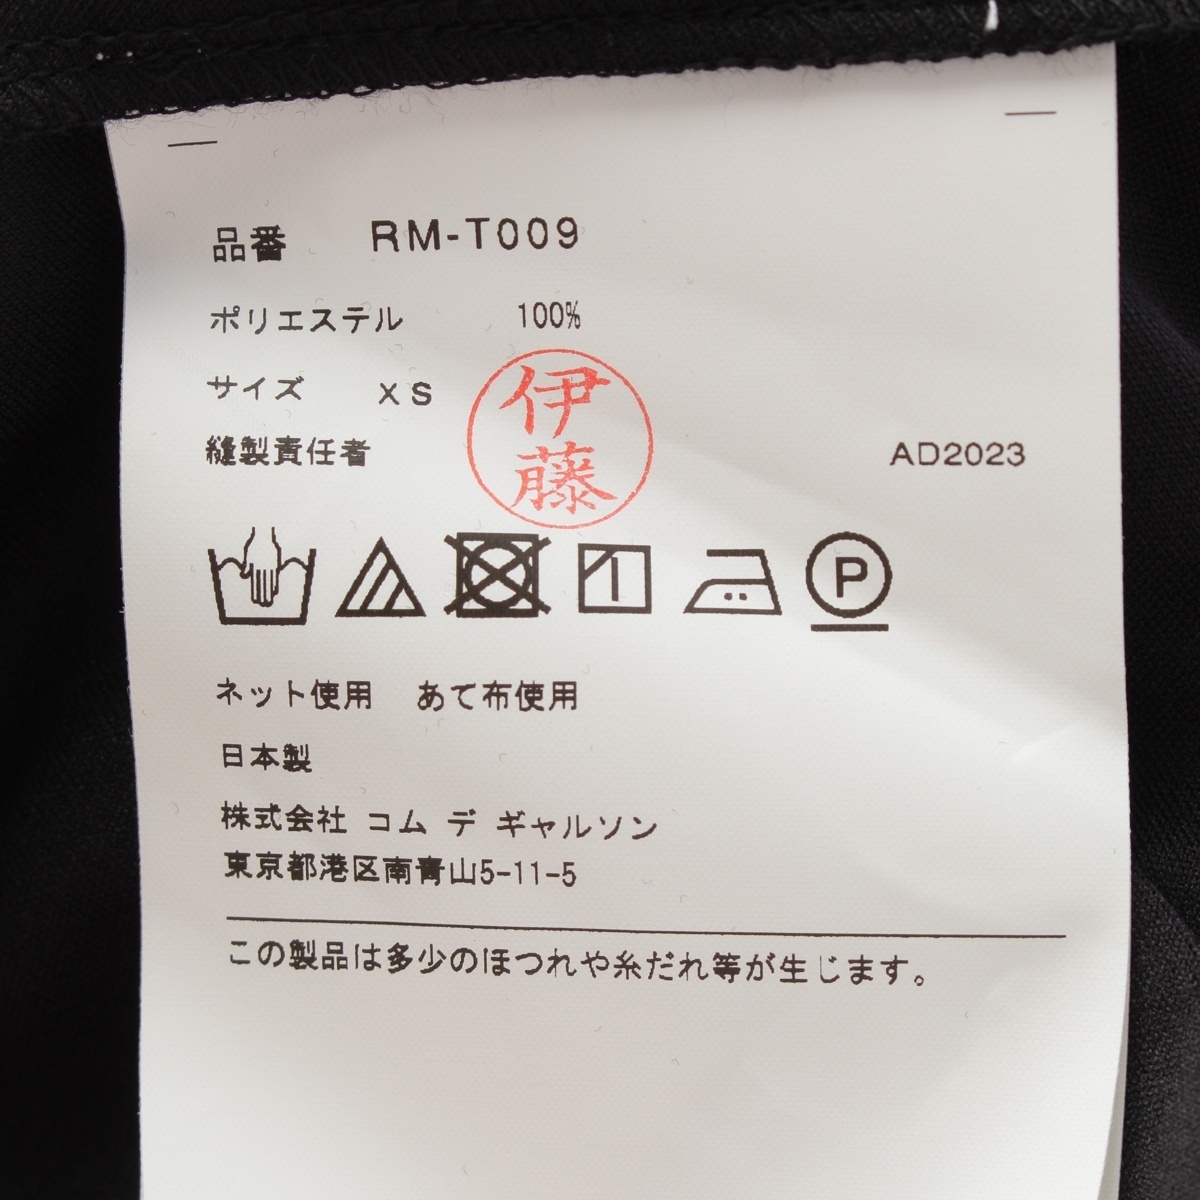 品番 RM-T009
ポリエステル 100%
サイズ XS
伊藤
縫製責任者 AD2023
1 P
ネット使用 あて布使用
日本製
株式会社 コム デ ギャルソン
東京都港区南青山5-11-5
この製品は多少のほつれや糸だれ等が生じます。